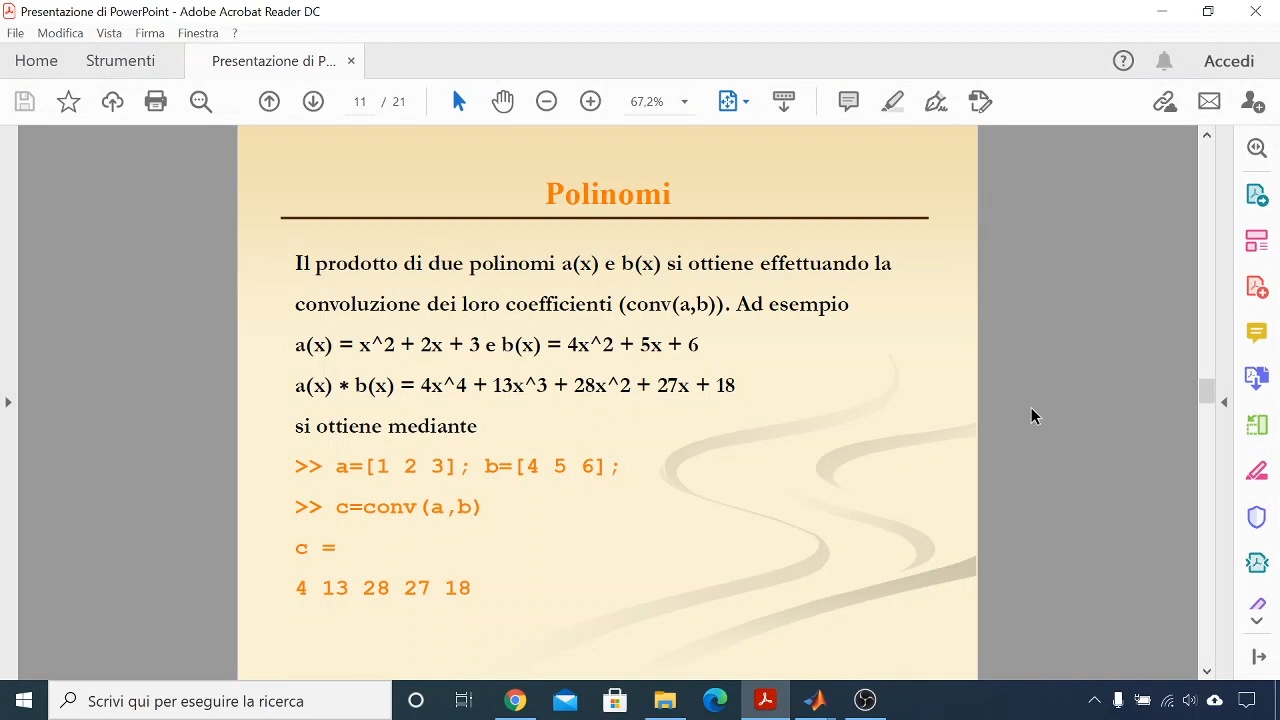 Presentazione di PowerPoint - Adobe Acrobat Reader DC
File Modifica Vista Firma Finestra ?
Home Strumenti Presentazione di P... ×
11 / 21 67,2% Accedi
Polinomi
Il prodotto di due polinomi a(x) e b(x) si ottiene effettuando la
convoluzione dei loro coefficienti (conv(a,b)). Ad esempio
a(x) = x^2 + 2x + 3 e b(x) = 4x^2 + 5x + 6
a(x) * b(x) = 4x^4 + 13x^3 + 28x^2 + 27x + 18
si ottiene mediante
>> a=[1 2 3]; b=[4 5 6];
>> c=conv(a,b)
c =
4 13 28 27 18
Scrivi qui per eseguire la ricerca